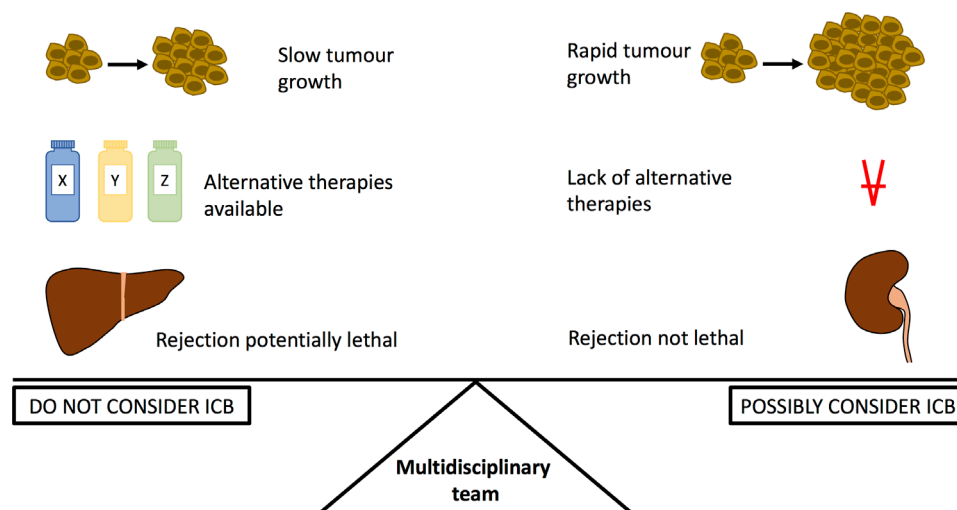 Slow tumour
growth
Rapid tumour
growth
X
Y
Z
Alternative therapies
available
Lack of alternative
therapies
Rejection potentially lethal
Rejection not lethal
DO NOT CONSIDER ICB
POSSIBLY CONSIDER ICB
Multidisciplinary
team